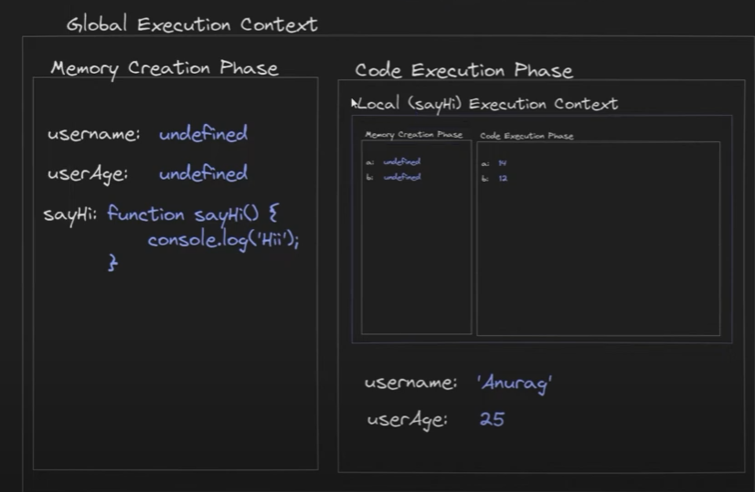 Global Execution Context
Memory Creation Phase
username: undefined
userAge: undefined
sayHi: function sayHi() {
console.log('Hii');
}
Code Execution Phase
Local (sayHi) Execution Context
Memory Creation Phase
a: undefined
b: undefined
Code Execution Phase
a: 14
b: 12
username: 'Anurag'
userAge: 25